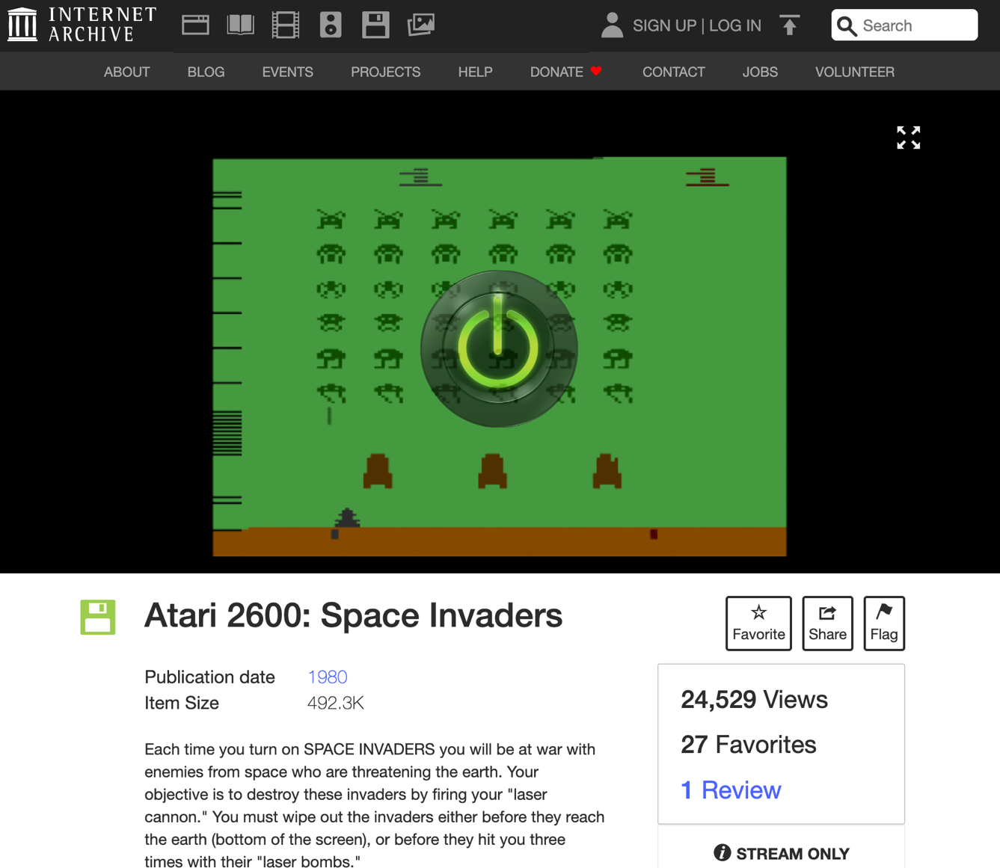 INTERNET
ARCHIVE
SIGN UP | LOG IN
Search
ABOUT BLOG EVENTS PROJECTS HELP DONATE CONTACT JOBS VOLUNTEER
Atari 2600: Space Invaders
Favorite
Share
Flag
Publication date 1980
Item Size 492.3K
24,529 Views
27 Favorites
1 Review
STREAM ONLY
Each time you turn on SPACE INVADERS you will be at war with
enemies from space who are threatening the earth. Your
objective is to destroy these invaders by firing your "laser
cannon." You must wipe out the invaders either before they reach
the earth (bottom of the screen), or before they hit you three
times with their "laser bombs."